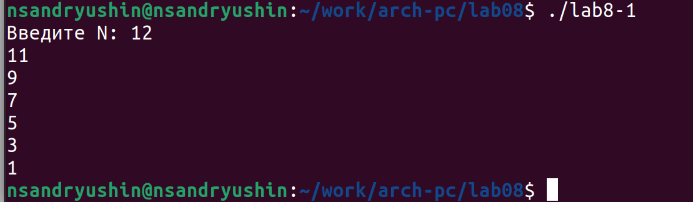 nsandryushin@nsandryushin:~/work/arch-pc/lab08$ ./lab8-1
Введите N: 12
11
9
7
5
3
1
nsandryushin@nsandryushin:~/work/arch-pc/lab08$